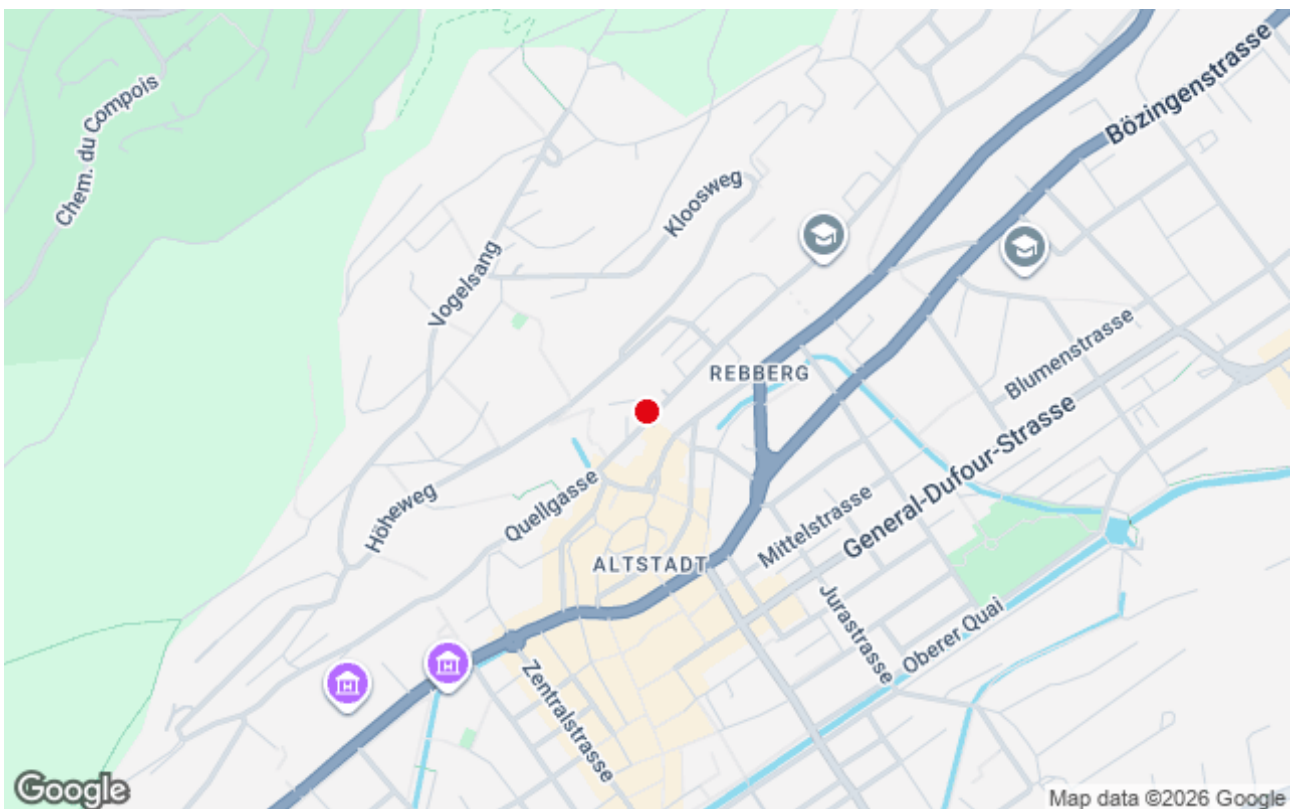 Chem. du Compois
Bözingenstrasse
Kloosweg
Vogelsang
REBBERG
Blumenstrasse
General-Dufour-Strasse
Höheweg
Quellgasse
Mittelstrasse
ALTSTADT
Jurastrasse
Oberer Quai
Zentralstrasse
Google
Map data ©2026 Google